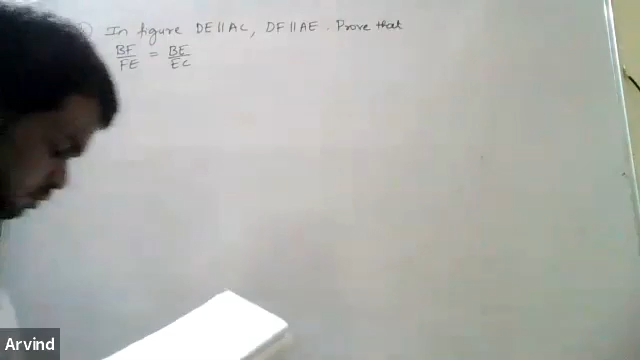 In figure DE || AC, DF || AE. Prove that
BF/FE = BE/EC
Arvind